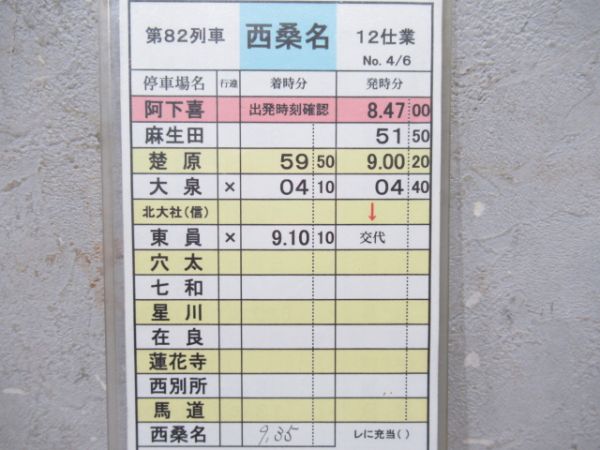 第82列車 西桑名 12仕業
No. 4/6
停車場名 行違 着時分 発時分
阿下喜 出発時刻確認 8.47 00
麻生田 51 50
楚原 59 50 9.00 20
大泉 × 04 10 04 40
北大社(信) ↓
東員 × 9.10 10 交代
穴太
七和
星川
在良
蓮花寺
西別所
馬道
西桑名 9,35 レに充当()